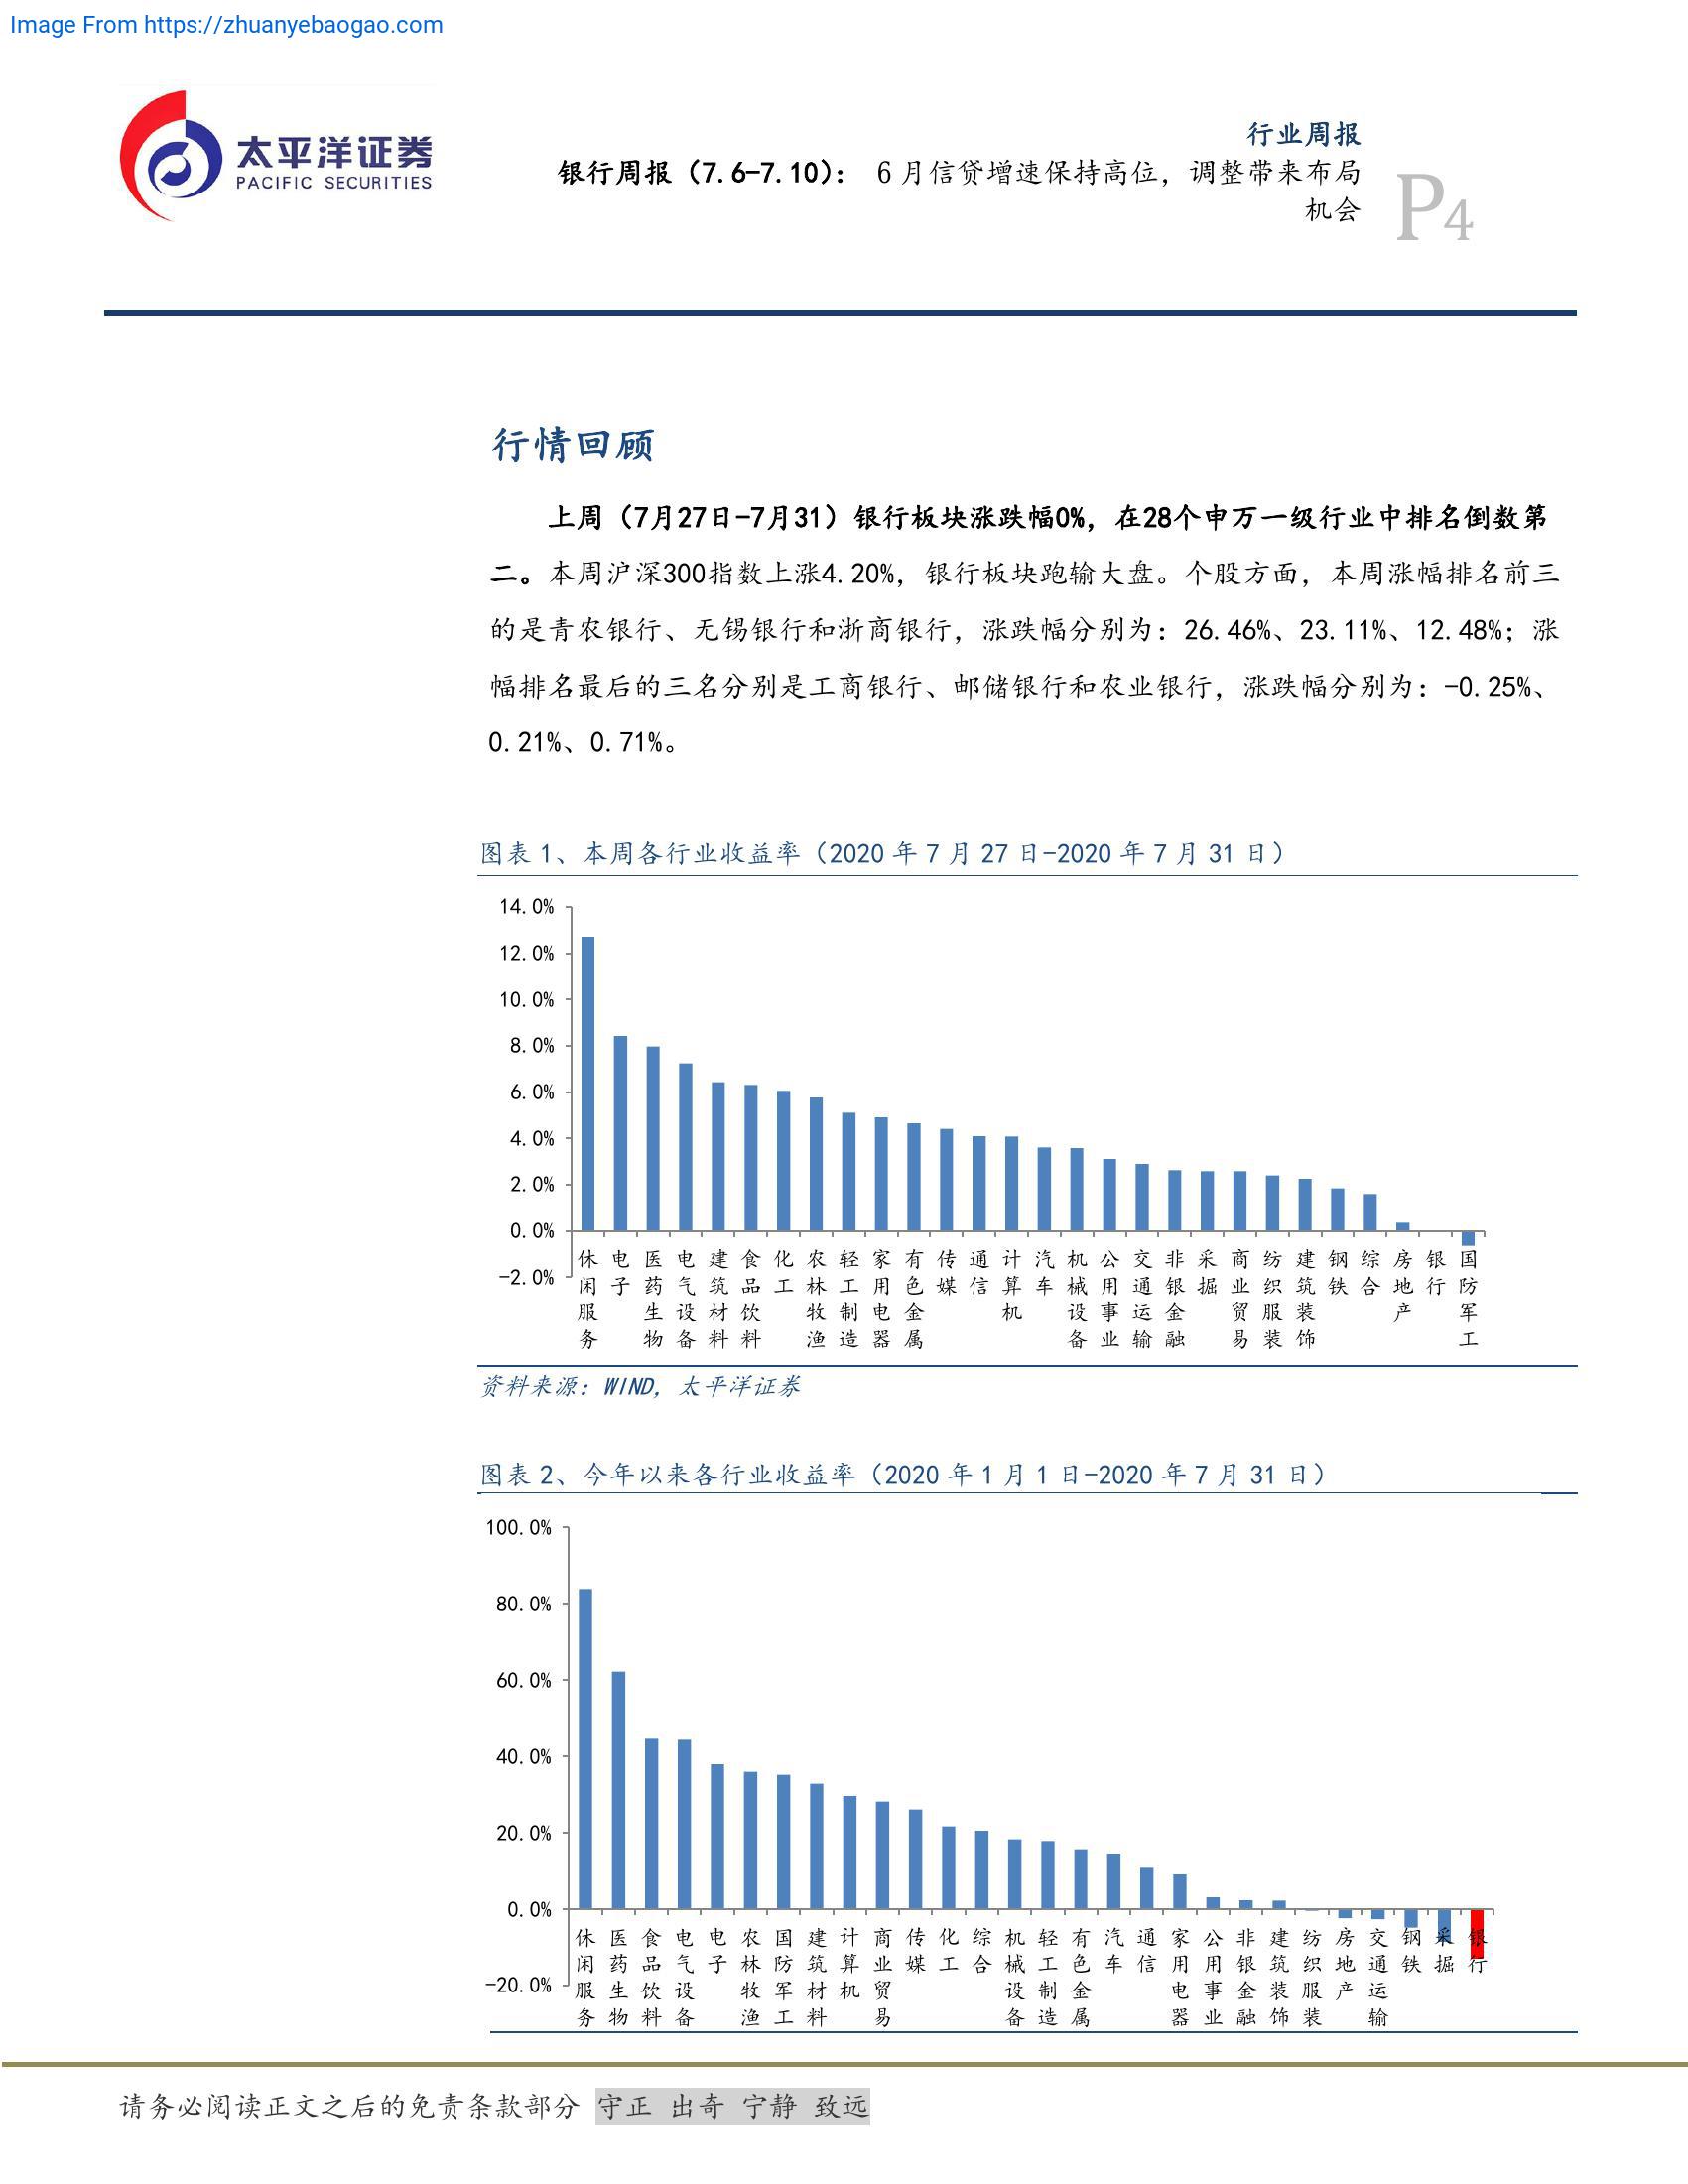 Image From https://zhuanyebaogao.com
太平洋证券
PACIFIC SECURITIES
行业周报
银行周报（7.6-7.10）： 6月信贷增速保持高位，调整带来布局
机会
P4
行情回顾
上周（7月27日-7月31）银行板块涨跌幅0%，在28个申万一级行业中排名倒数第
二。本周沪深300指数上涨4.20%，银行板块跑输大盘。个股方面，本周涨幅排名前三
的是青农银行、无锡银行和浙商银行，涨跌幅分别为：26.46%、23.11%、12.48%；涨
幅排名最后的三名分别是工商银行、邮储银行和农业银行，涨跌幅分别为：-0.25%、
0.21%、0.71%。
图表 1、本周各行业收益率（2020 年 7 月 27 日-2020 年 7 月 31 日）
14.0%
12.0%
10.0%
8.0%
6.0%
4.0%
2.0%
0.0%
-2.0%
休闲服务
电子
医药生物
电气设备
建筑材料
食品饮料
化工
农林牧渔
轻工制造
家用电器
有色金属
传媒
通信
计算机
汽车
机械设备
公用事业
交通运输
非银金融
采掘
商业贸易
纺织服装
建筑装饰
钢铁
综合
房地产
银行
国防军工
资料来源：WIND，太平洋证券
图表 2、今年以来各行业收益率（2020 年 1 月 1 日-2020 年 7 月 31 日）
100.0%
80.0%
60.0%
40.0%
20.0%
0.0%
-20.0%
休闲服务
医药生物
食品饮料
电气设备
电子
农林牧渔
国防军工
建筑材料
计算机
商业贸易
传媒
化工
综合
机械设备
轻工制造
有色金属
汽车
通信
家用电器
公用事业
非银金融
建筑装饰
纺织服装
房地产
交通运输
钢铁
采掘
银行
请务必阅读正文之后的免责条款部分 守正 出奇 宁静 致远